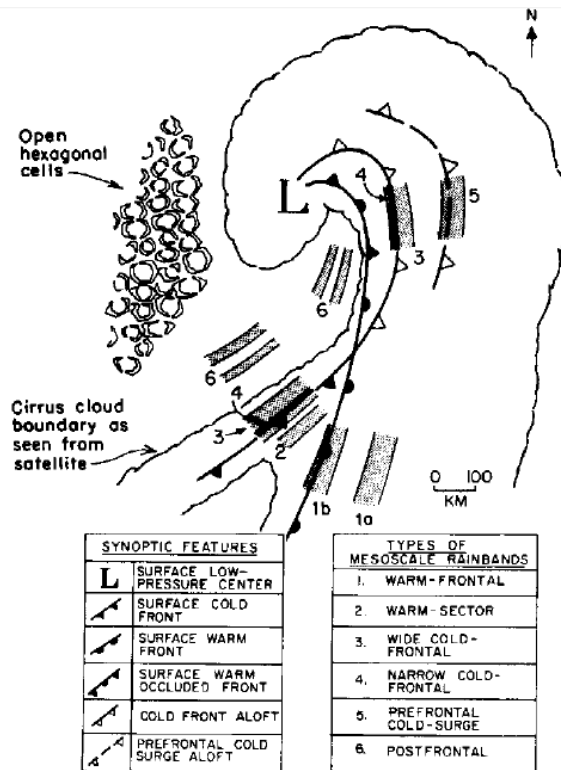 N
Open
hexagonal
cells
L
4
5
3
6
6
4
3
2
Cirrus cloud
boundary as
seen from
satellite
0 100
KM
1b
1a
SYNOPTIC FEATURES
L SURFACE LOW-
PRESSURE CENTER
SURFACE COLD
FRONT
SURFACE WARM
FRONT
SURFACE WARM
OCCLUDED FRONT
COLD FRONT ALOFT
PREFRONTAL COLD
SURGE ALOFT
TYPES OF
MESOSCALE RAINBANDS
1. WARM-FRONTAL
2. WARM-SECTOR
3. WIDE COLD-
FRONTAL
4. NARROW COLD-
FRONTAL
5. PREFRONTAL
COLD-SURGE
6. POSTFRONTAL